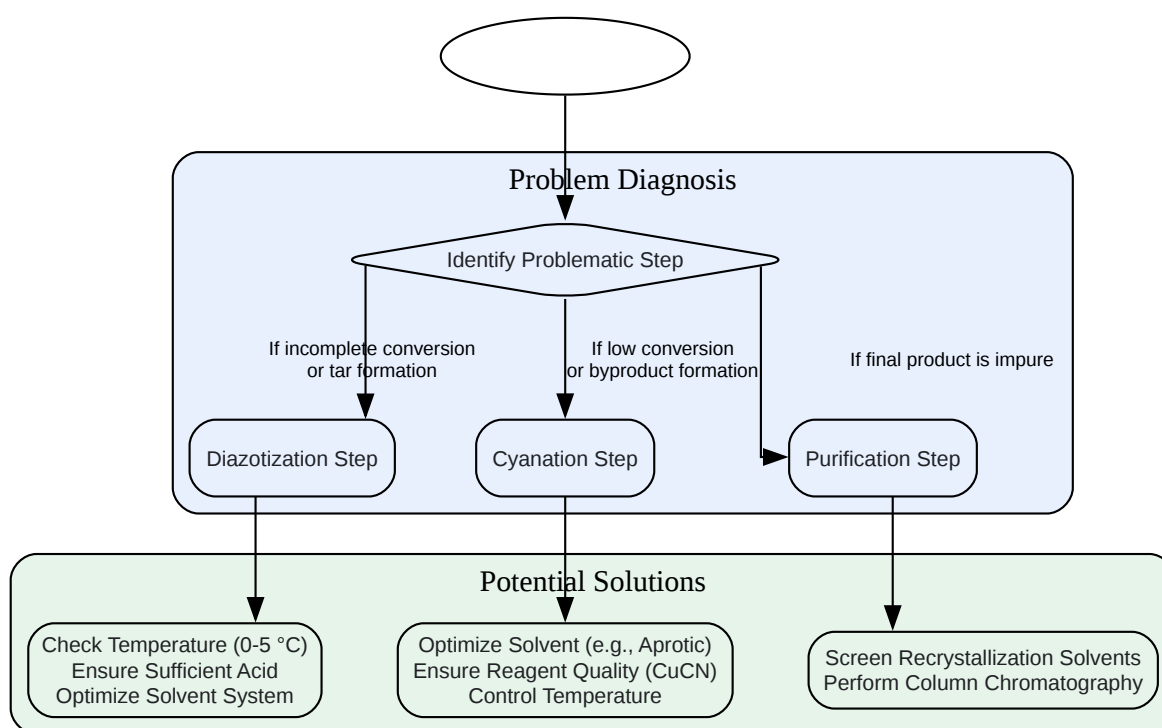 Problem Diagnosis
Identify Problematic Step
If incomplete conversion
or tar formation
If low conversion
or byproduct formation
If final product is impure
Diazotization Step
Cyanation Step
Purification Step
Potential Solutions
Check Temperature (0-5 °C)
Ensure Sufficient Acid
Optimize Solvent System
Optimize Solvent (e.g., Aprotic)
Ensure Reagent Quality (CuCN)
Control Temperature
Screen Recrystallization Solvents
Perform Column Chromatography